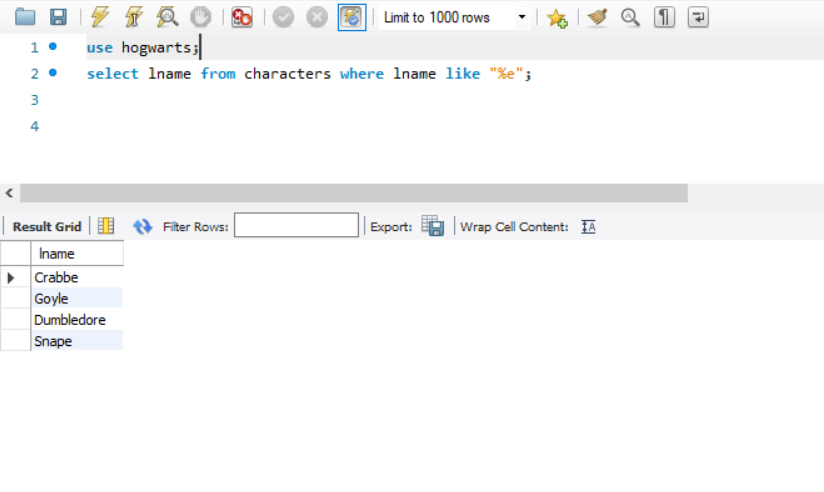 Limit to 1000 rows
1 use hogwarts;
2 select lname from characters where lname like "%e";
3
4
Result Grid Filter Rows: Export: Wrap Cell Content:
lname
Crabbe
Goyle
Dumbledore
Snape